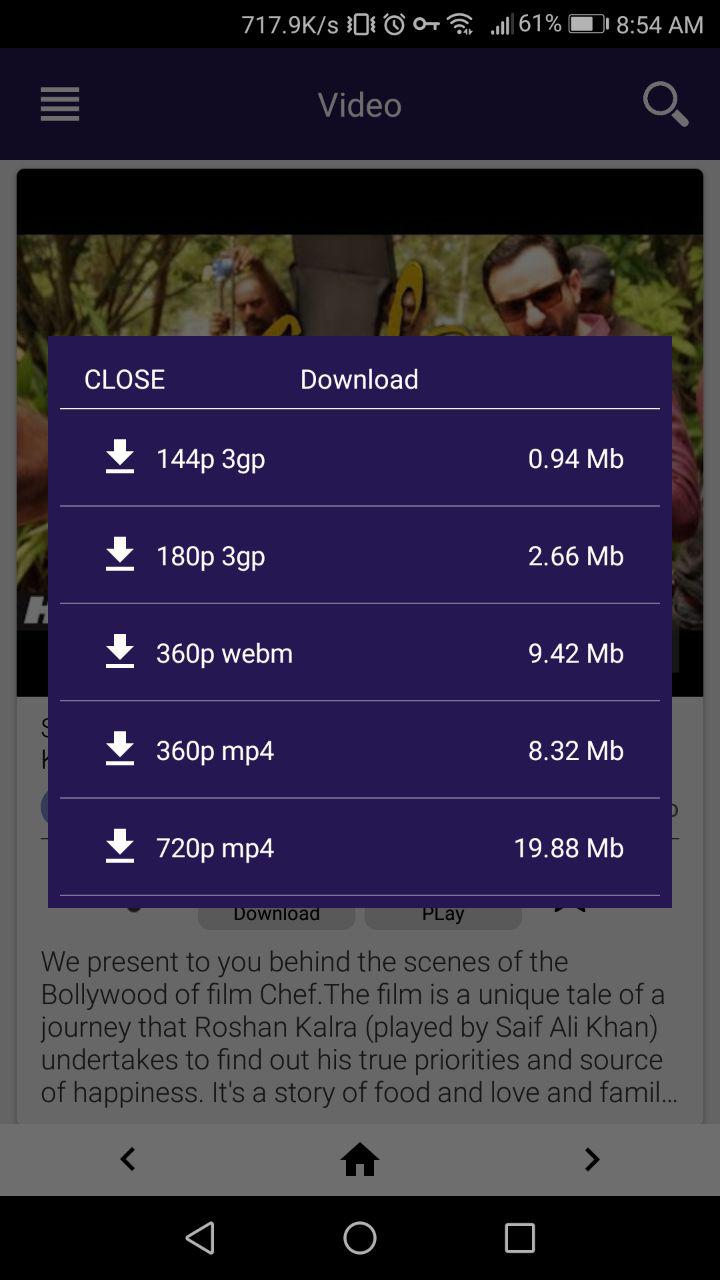 717.9K/s 61% 8:54 AM
Video
CLOSE Download
144p 3gp 0.94 Mb
180p 3gp 2.66 Mb
360p webm 9.42 Mb
360p mp4 8.32 Mb
720p mp4 19.88 Mb
Download PLay
We present to you behind the scenes of the
Bollywood of film Chef.The film is a unique tale of a
journey that Roshan Kalra (played by Saif Ali Khan)
undertakes to find out his true priorities and source
of happiness. It's a story of food and love and famil...